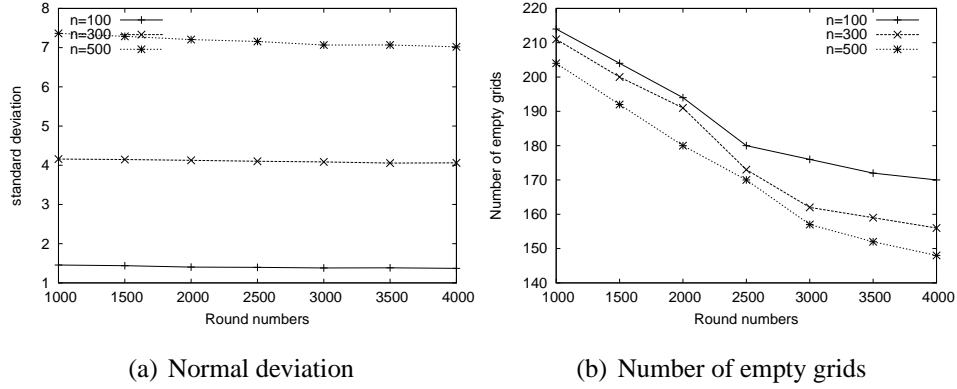 8
7
6
5
4
3
2
1
standard deviation
n=100
n=300
n=500
1000 1500 2000 2500 3000 3500 4000
Round numbers
(a) Normal deviation
220
210
200
190
180
170
160
150
140
Number of empty grids
n=100
n=300
n=500
1000 1500 2000 2500 3000 3500 4000
Round numbers
(b) Number of empty grids